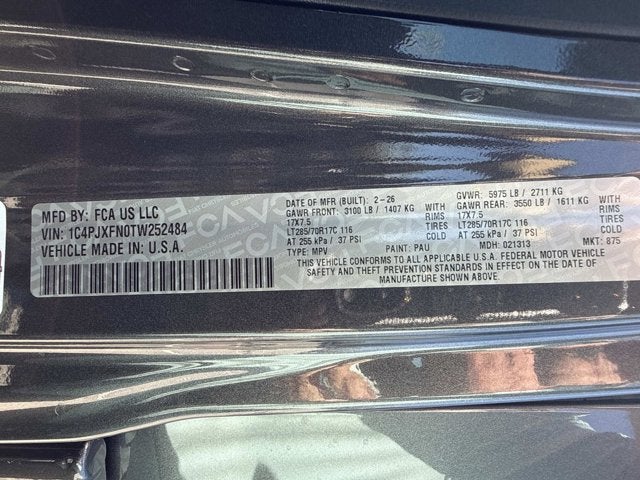 MFD BY: FCA US LLC
VIN: 1C4PJXFN0TW252484
VEHICLE MADE IN U.S.A.
DATE OF MFR (BUILT): 2-26 GVWR: 5975 LB / 2711 KG
GAWR FRONT: 3100 LB / 1407 KG WITH GAWR REAR: 3550 LB / 1611 KG WITH
17X7.5 RIMS 17X7.5 RIMS
LT285/70R17C 116 TIRES LT285/70R17C 116 TIRES
AT 255 kPa / 37 PSI COLD AT 255 kPa / 37 PSI COLD
TYPE: MPV PAINT: PAU MDH: 021313 MKT: 875
THIS VEHICLE CONFORMS TO ALL APPLICABLE U.S.A. FEDERAL MOTOR VEHICLE
SAFETY AND THEFT PREVENTION STANDARDS IN EFFECT ON THE DATE OF
MANUFACTURE SHOWN ABOVE.